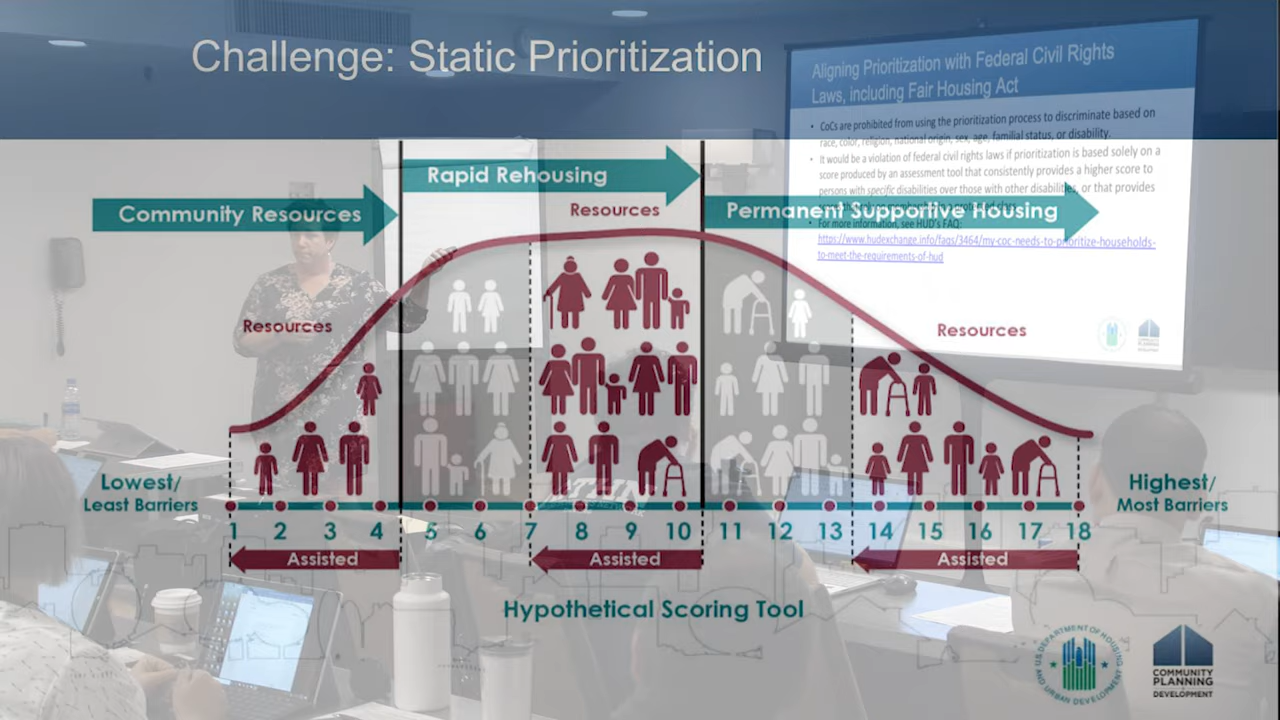 Challenge: Static Prioritization
Aligning Prioritization with Federal Civil Rights
Laws, including Fair Housing Act
• CoCs are prohibited from using the prioritization process to discriminate based on
race, color, religion, national origin, sex, age, familial status, or disability.
• It would be a violation of federal civil rights laws if prioritization is based solely on a
score produced by an assessment tool that consistently provides a higher score to
persons with specific disabilities over those with other disabilities, or that provides
• For more information, see HUD's FAQ:
https://www.hudexchange.info/faqs/3464/my-coc-needs-to-prioritize-households-
to-meet-the-requirements-of-hud
Community Resources
Rapid Rehousing
Permanent Supportive Housing
Resources
Resources
Resources
Lowest/
Least Barriers
Highest/
Most Barriers
1 2 3 4 5 6 7 8 9 10 11 12 13 14 15 16 17 18
Assisted
Assisted
Assisted
Hypothetical Scoring Tool
U.S. DEPARTMENT OF HOUSING
AND URBAN DEVELOPMENT
COMMUNITY
PLANNING
DEVELOPMENT